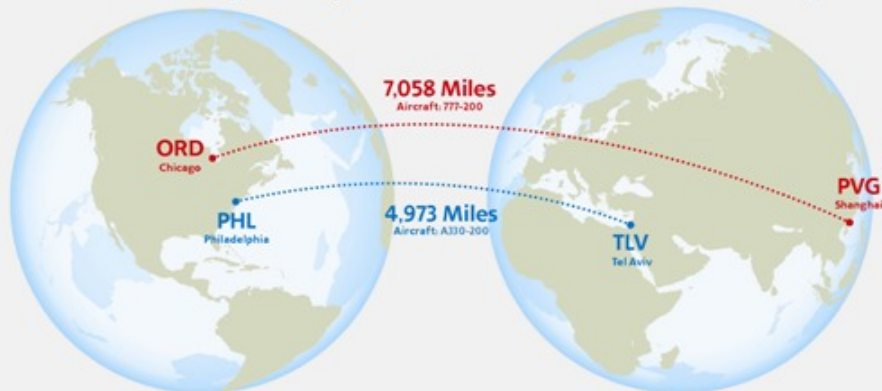 7,058 Miles
Aircraft: 777-200
ORD
Chicago
PVG
Shanghai
PHL
Philadelphia
4,973 Miles
Aircraft: A330-200
TLV
Tel Aviv